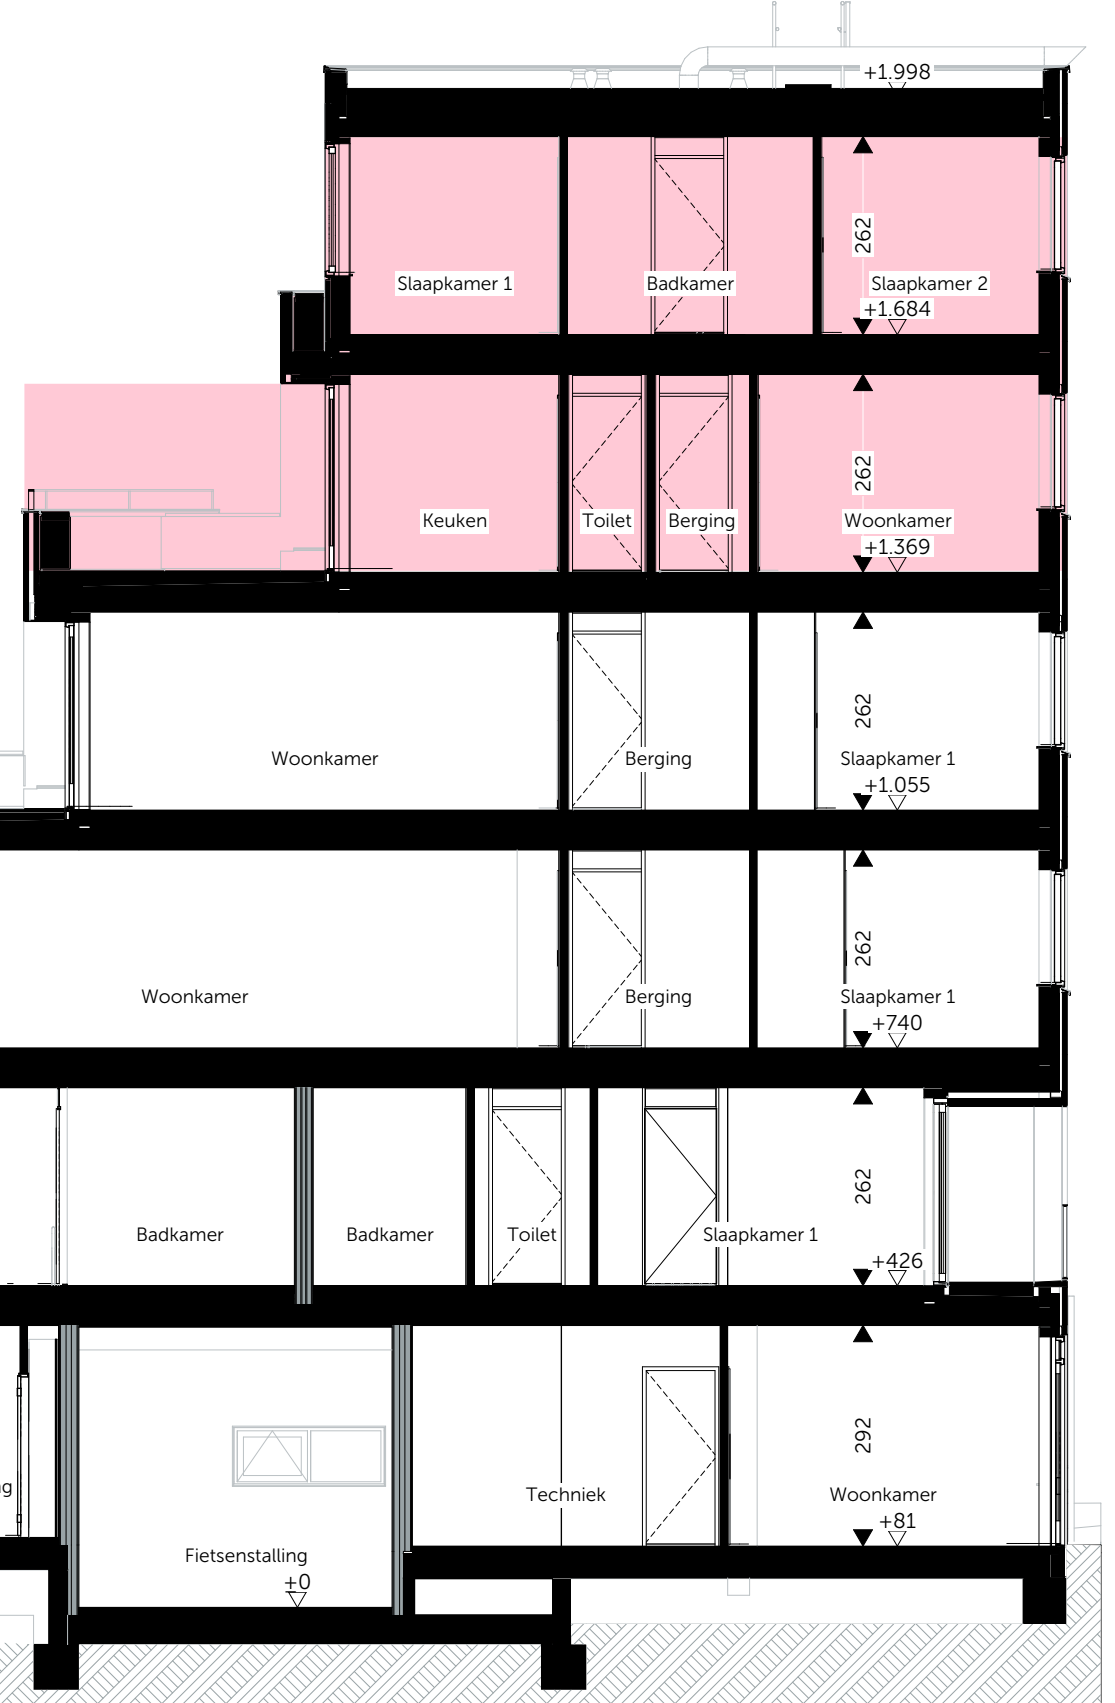 +1.998
262
Slaapkamer 1
Badkamer
Slaapkamer 2
+1.684
262
Keuken
Toilet
Berging
Woonkamer
+1.369
262
Woonkamer
Berging
Slaapkamer 1
+1.055
262
Woonkamer
Berging
Slaapkamer 1
+740
262
Badkamer
Badkamer
Toilet
Slaapkamer 1
+426
292
Techniek
Woonkamer
+81
Fietsenstalling
±0